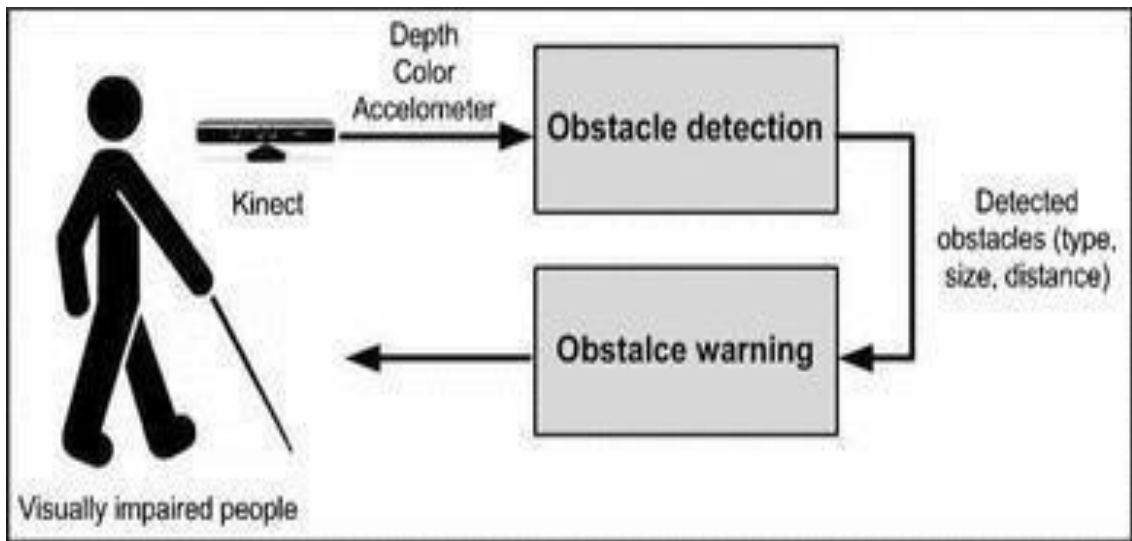 Depth
Color
Accelometer
Obstacle detection
Kinect
Detected
obstacles (type,
size, distance)
Obstalce warning
Visually impaired people